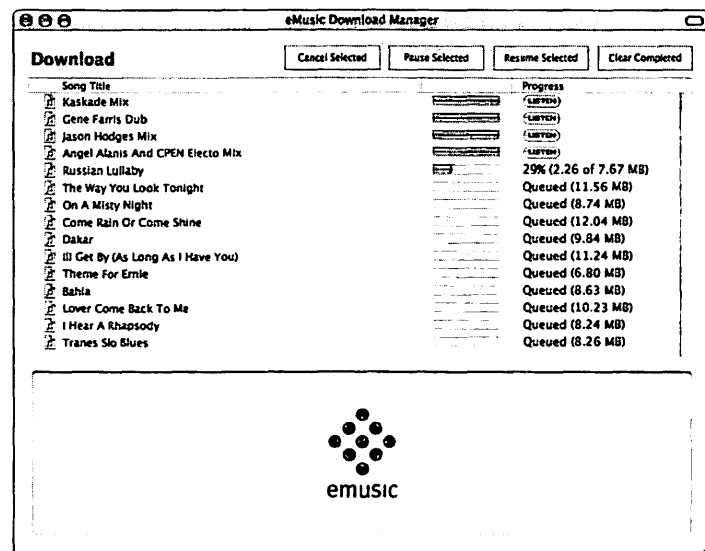 eMusic Download Manager
Download
Cancel Selected
Pause Selected
Resume Selected
Clear Completed
Song Title Progress
Kaskade Mix LISTEN
Gene Farris Dub LISTEN
Jason Hodges Mix LISTEN
Angel Alanis And CPEN Electo Mix LISTEN
Russian Lullaby 29% (2.26 of 7.67 MB)
The Way You Look Tonight Queued (11.56 MB)
On A Misty Night Queued (8.74 MB)
Come Rain Or Come Shine Queued (12.04 MB)
Dakar Queued (9.84 MB)
Ill Get By (As Long As I Have You) Queued (11.24 MB)
Theme For Ernie Queued (6.80 MB)
Bahia Queued (8.63 MB)
Lover Come Back To Me Queued (10.23 MB)
I Hear A Rhapsody Queued (8.24 MB)
Tranes Slo Blues Queued (8.26 MB)
emusic